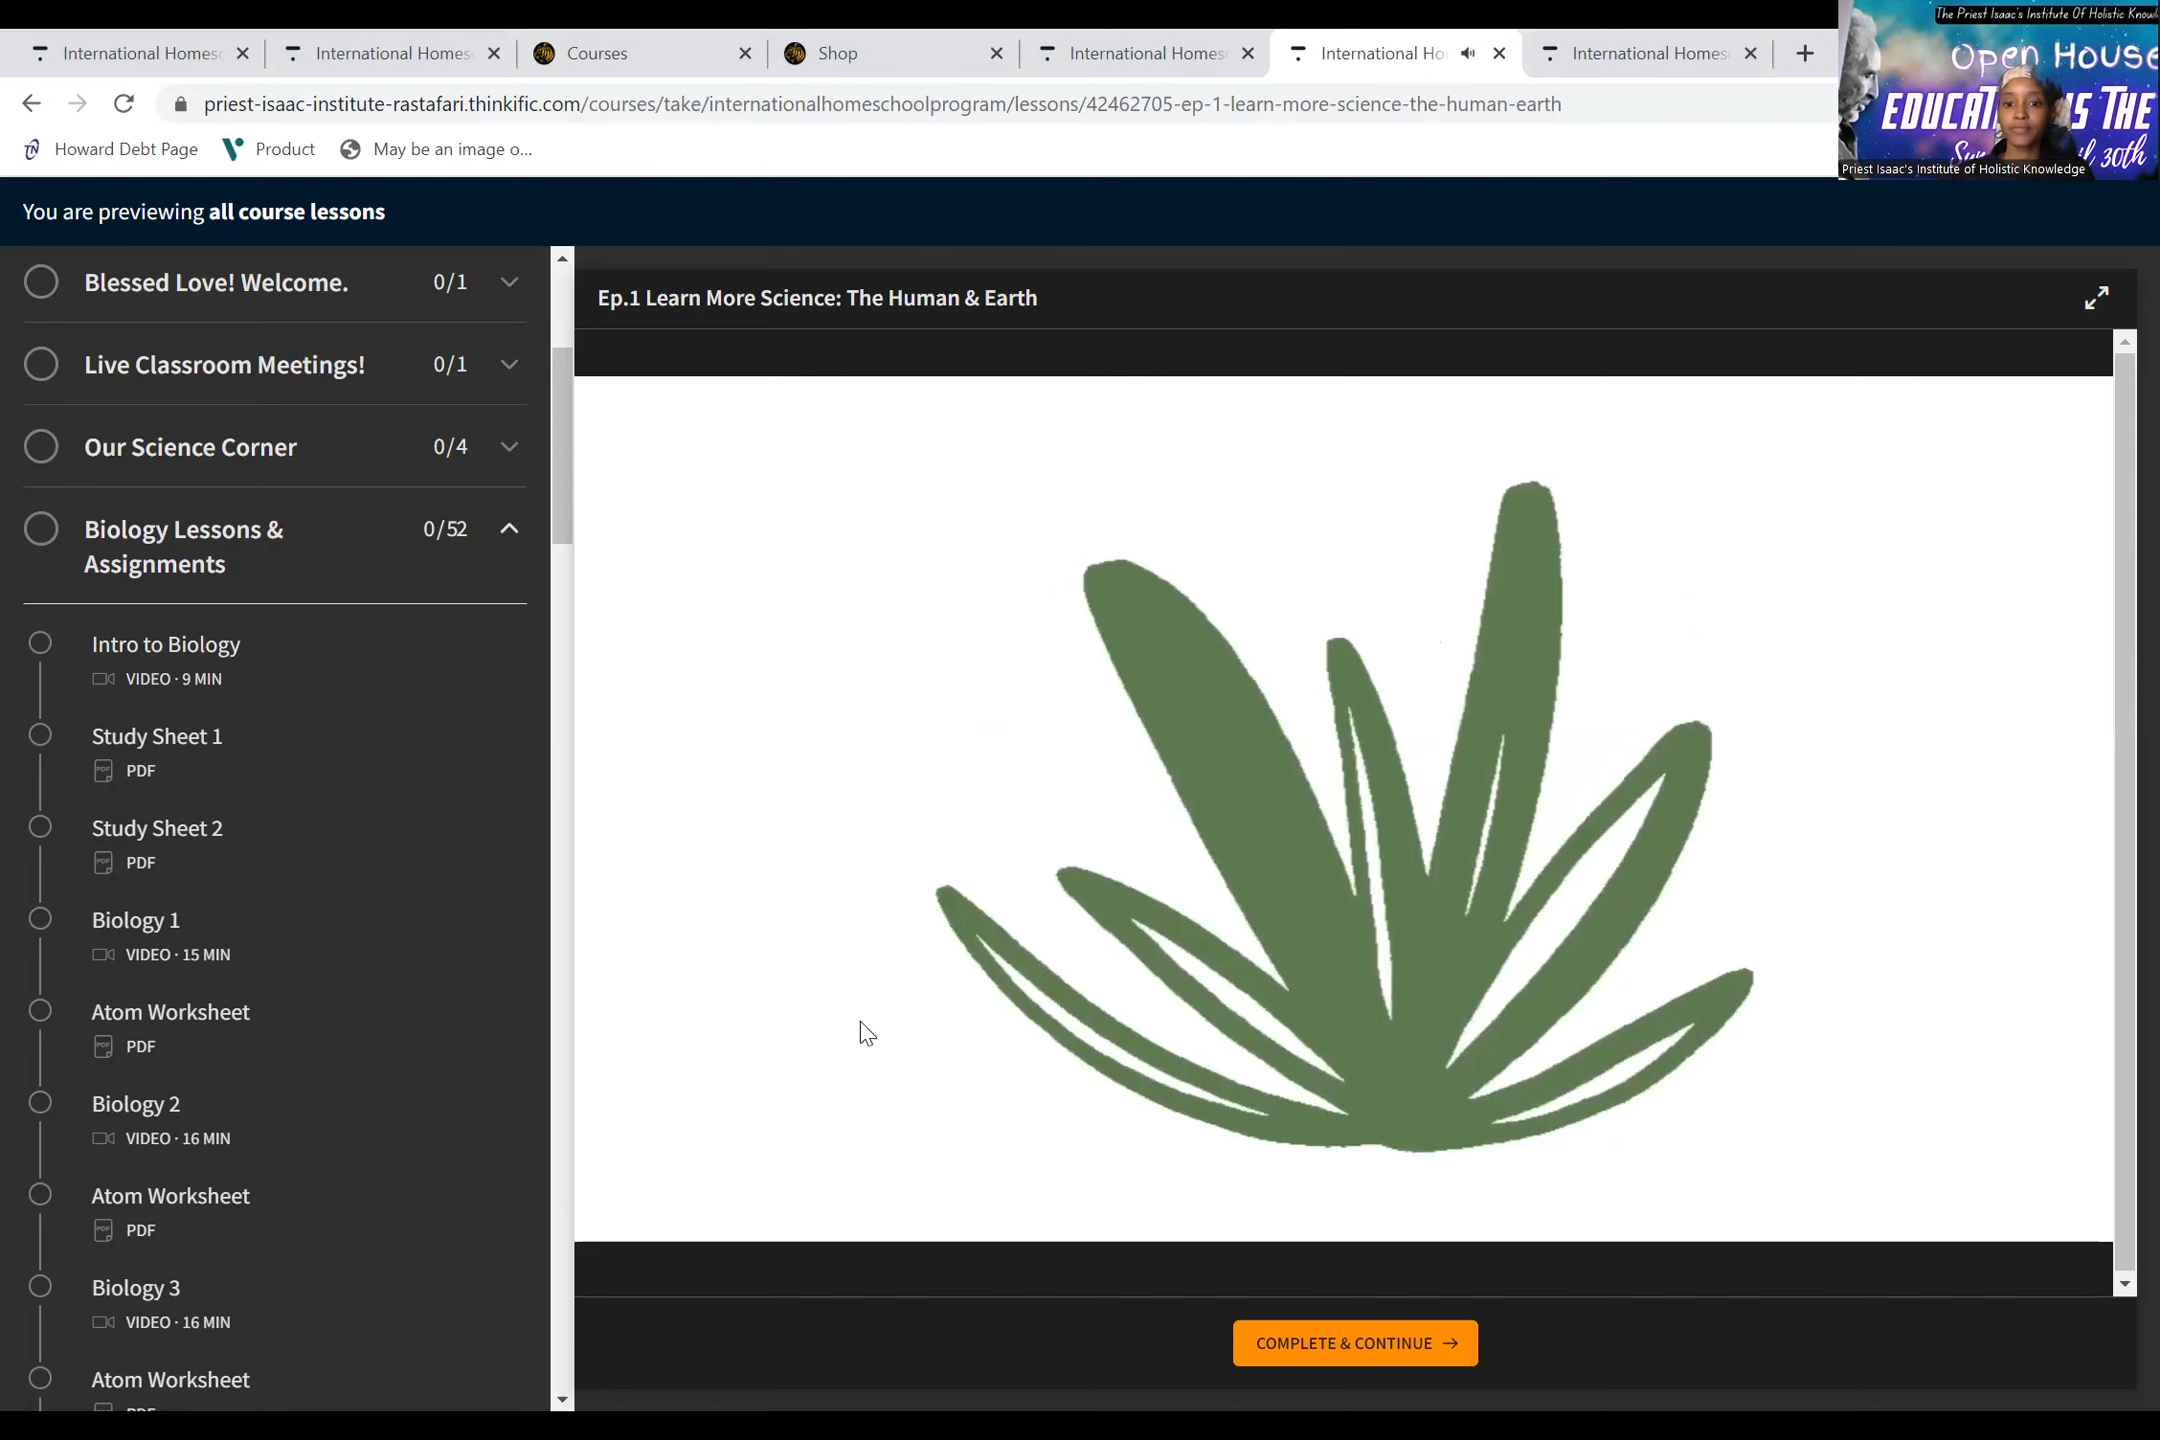 International Homesc
International Homes
Courses
Shop
International Homesc
International Ho
International Homes
priest-isaac-institute-rastafari.thinkific.com/courses/take/internationalhomeschoolprogram/lessons/42462705-ep-1-learn-more-science-the-human-earth
Howard Debt Page
Product
May be an image o...
The Priest Isaac's Institute Of Holistic Know
Open House
EDUCAT S THE
30th
Priest Isaac's Institute of Holistic Knowledge
You are previewing all course lessons
Blessed Love! Welcome. 0/1
Live Classroom Meetings! 0/1
Our Science Corner 0/4
Biology Lessons & 0/52
Assignments
Intro to Biology
VIDEO · 9 MIN
Study Sheet 1
PDF
Study Sheet 2
PDF
Biology 1
VIDEO · 15 MIN
Atom Worksheet
PDF
Biology 2
VIDEO · 16 MIN
Atom Worksheet
PDF
Biology 3
VIDEO · 16 MIN
Atom Worksheet
Ep.1 Learn More Science: The Human & Earth
COMPLETE & CONTINUE →